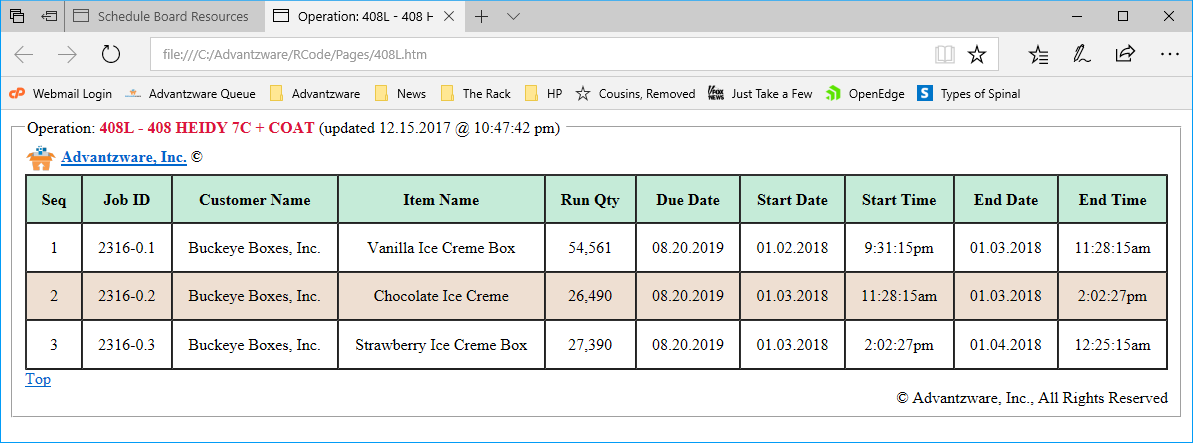 Schedule Board Resources
Operation: 408L - 408 H
file:///C:/Advantzware/RCode/Pages/408L.htm
Webmail Login Advantzware Queue Advantzware News The Rack HP Cousins, Removed FOX NEWS Just Take a Few OpenEdge S Types of Spinal
Operation: 408L - 408 HEIDY 7C + COAT (updated 12.15.2017 @ 10:47:42 pm)
Advantzware, Inc. ©
Seq Job ID Customer Name Item Name Run Qty Due Date Start Date Start Time End Date End Time
1 2316-0.1 Buckeye Boxes, Inc. Vanilla Ice Creme Box 54,561 08.20.2019 01.02.2018 9:31:15pm 01.03.2018 11:28:15am
2 2316-0.2 Buckeye Boxes, Inc. Chocolate Ice Creme 26,490 08.20.2019 01.03.2018 11:28:15am 01.03.2018 2:02:27pm
3 2316-0.3 Buckeye Boxes, Inc. Strawberry Ice Creme Box 27,390 08.20.2019 01.03.2018 2:02:27pm 01.04.2018 12:25:15am
Top
© Advantzware, Inc., All Rights Reserved